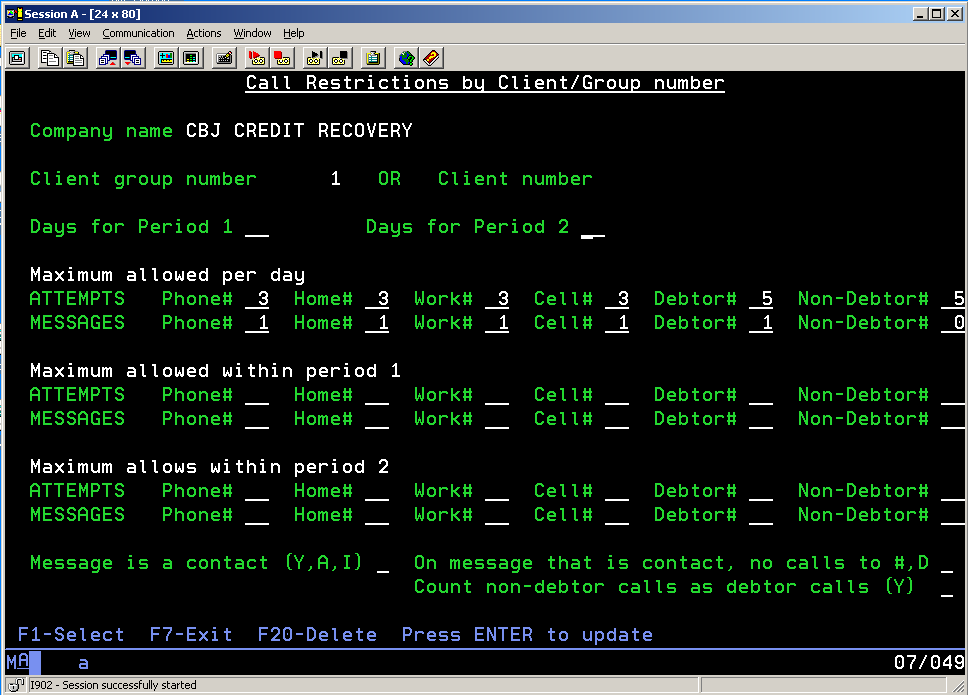 Session A - [24 x 80]
File Edit View Communication Actions Window Help
Call Restrictions by Client/Group number
Company name CBJ CREDIT RECOVERY
Client group number 1 OR Client number
Days for Period 1 __ Days for Period 2 __
Maximum allowed per day
ATTEMPTS Phone# 3 Home# 3 Work# 3 Cell# 3 Debtor# 5 Non-Debtor# 5
MESSAGES Phone# 1 Home# 1 Work# 1 Cell# 1 Debtor# 1 Non-Debtor# 0
Maximum allowed within period 1
ATTEMPTS Phone# __ Home# __ Work# __ Cell# __ Debtor# __ Non-Debtor# __
MESSAGES Phone# __ Home# __ Work# __ Cell# __ Debtor# __ Non-Debtor# __
Maximum allows within period 2
ATTEMPTS Phone# __ Home# __ Work# __ Cell# __ Debtor# __ Non-Debtor# __
MESSAGES Phone# __ Home# __ Work# __ Cell# __ Debtor# __ Non-Debtor# __
Message is a contact (Y,A,I) _ On message that is contact, no calls to #,D _
Count non-debtor calls as debtor calls (Y) _
F1-Select F7-Exit F20-Delete Press ENTER to update
MA a 07/049
I902 - Session successfully started